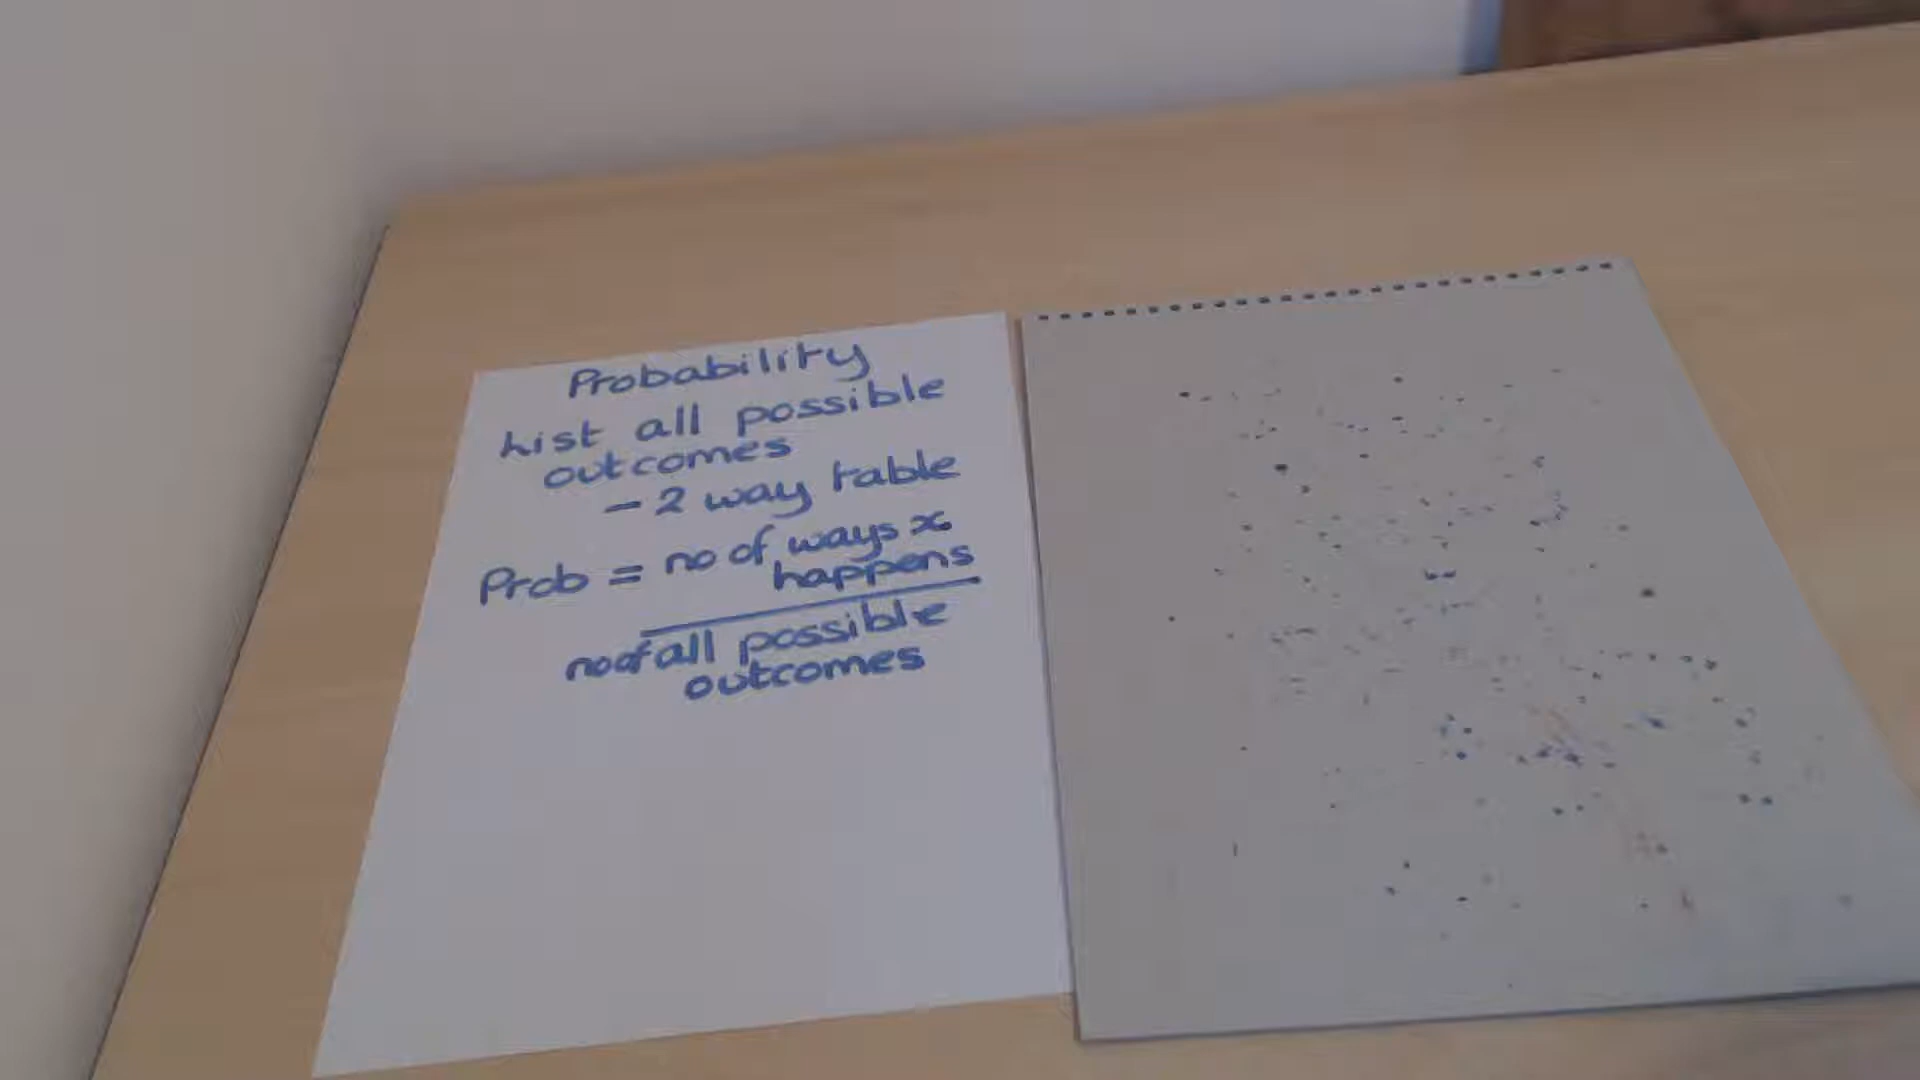 Probability
List all possible
outcomes
- 2 way table
Prob = no of ways x
happens
no of all possible
outcomes